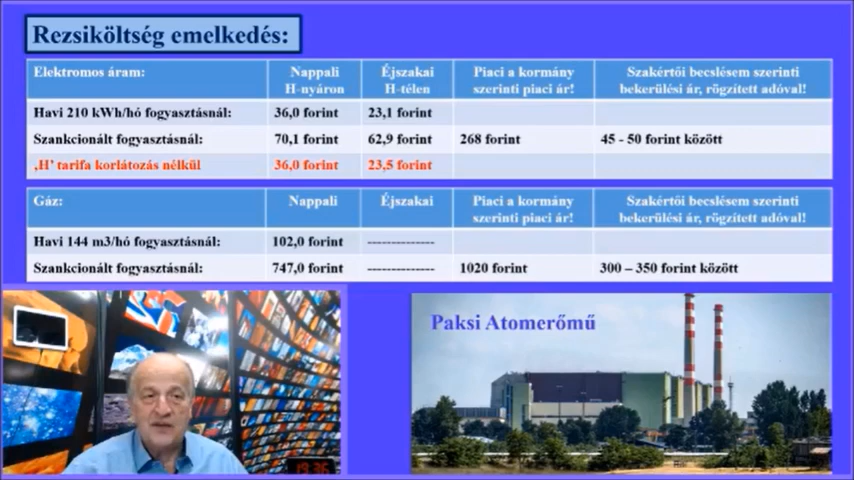 Rezsiköltség emelkedés:
Elektromos áram: Nappali H-nyáron Éjszakai H-télen Piaci a kormány szerinti piaci ár! Szakértői becslésem szerinti bekerülési ár, rögzített adóval!
Havi 210 kWh/hó fogyasztásnál: 36,0 forint 23,1 forint
Szankcionált fogyasztásnál: 70,1 forint 62,9 forint 268 forint 45 - 50 forint között
‚H’ tarifa korlátozás nélkül 36,0 forint 23,5 forint
Gáz: Nappali Éjszakai Piaci a kormány szerinti piaci ár! Szakértői becslésem szerinti bekerülési ár, rögzített adóval!
Havi 144 m3/hó fogyasztásnál: 102,0 forint --------------
Szankcionált fogyasztásnál: 747,0 forint -------------- 1020 forint 300 – 350 forint között
Paksi Atomerőmű
19:36